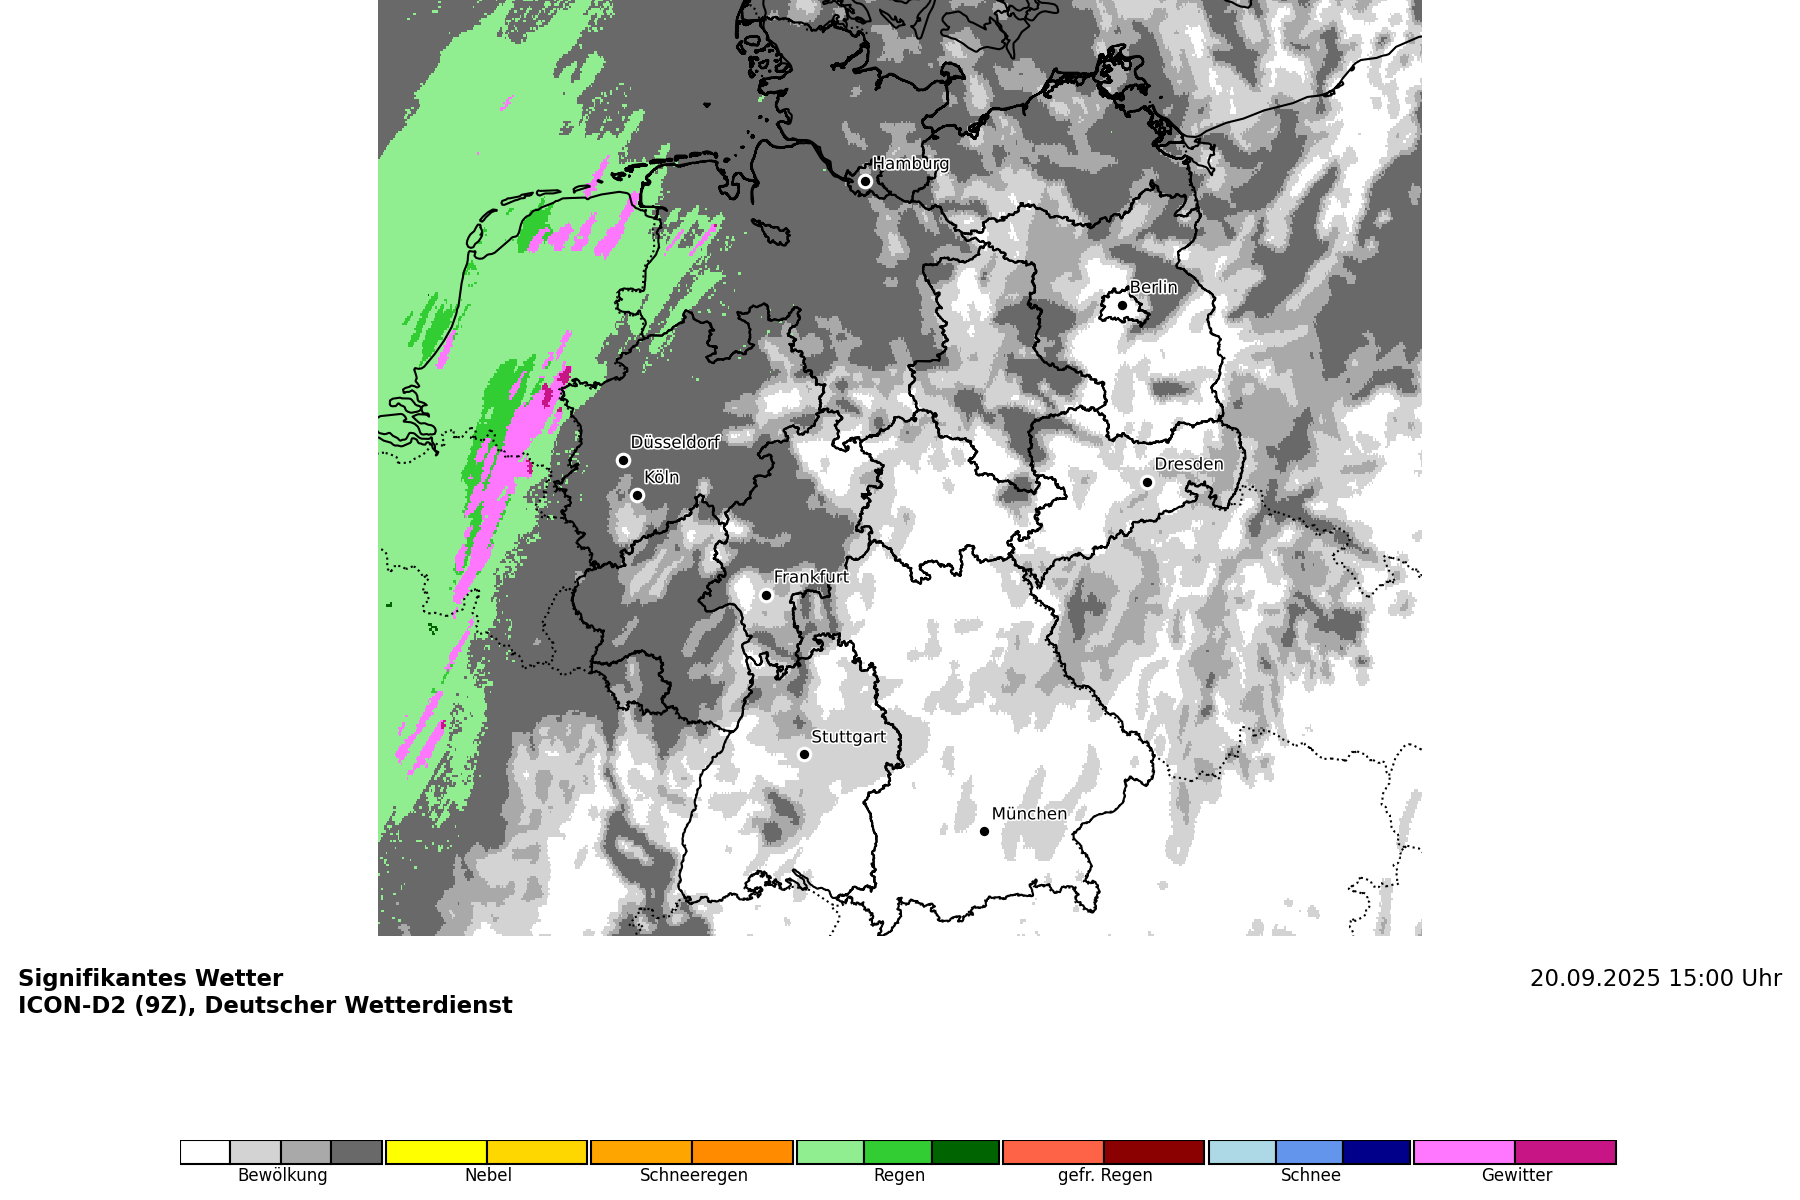 Hamburg
Berlin
Düsseldorf
Köln
Dresden
Frankfurt
Stuttgart
München
Signifikantes Wetter
20.09.2025 15:00 Uhr
ICON-D2 (9Z), Deutscher Wetterdienst
Bewölkung
Nebel
Schneeregen
Regen
gefr. Regen
Schnee
Gewitter